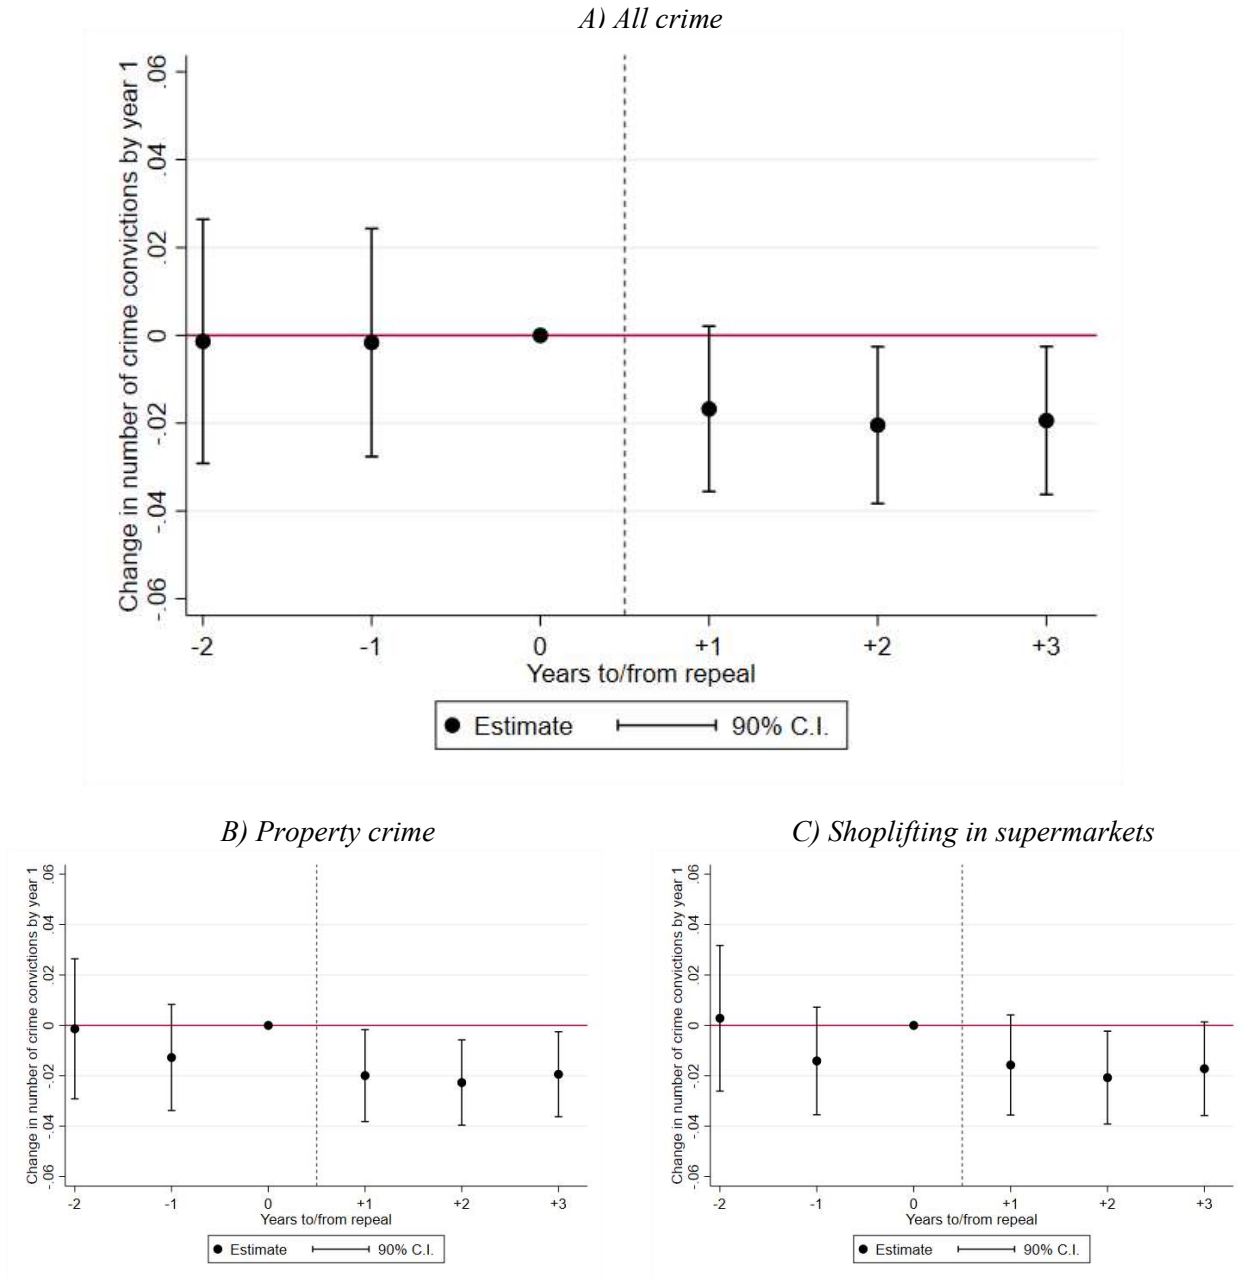 A) All crime
Change in number of crime convictions by year 1
.06
.04
.02
0
-.02
-.04
-.06
-2 -1 0 +1 +2 +3
Years to/from repeal
Estimate 90% C.I.
B) Property crime
Change in number of crime convictions by year 1
.06
.04
.02
0
-.02
-.04
-.06
-2 -1 0 +1 +2 +3
Years to/from repeal
Estimate 90% C.I.
C) Shoplifting in supermarkets
Change in number of crime convictions by year 1
.06
.04
.02
0
-.02
-.04
-.06
-2 -1 0 +1 +2 +3
Years to/from repeal
Estimate 90% C.I.